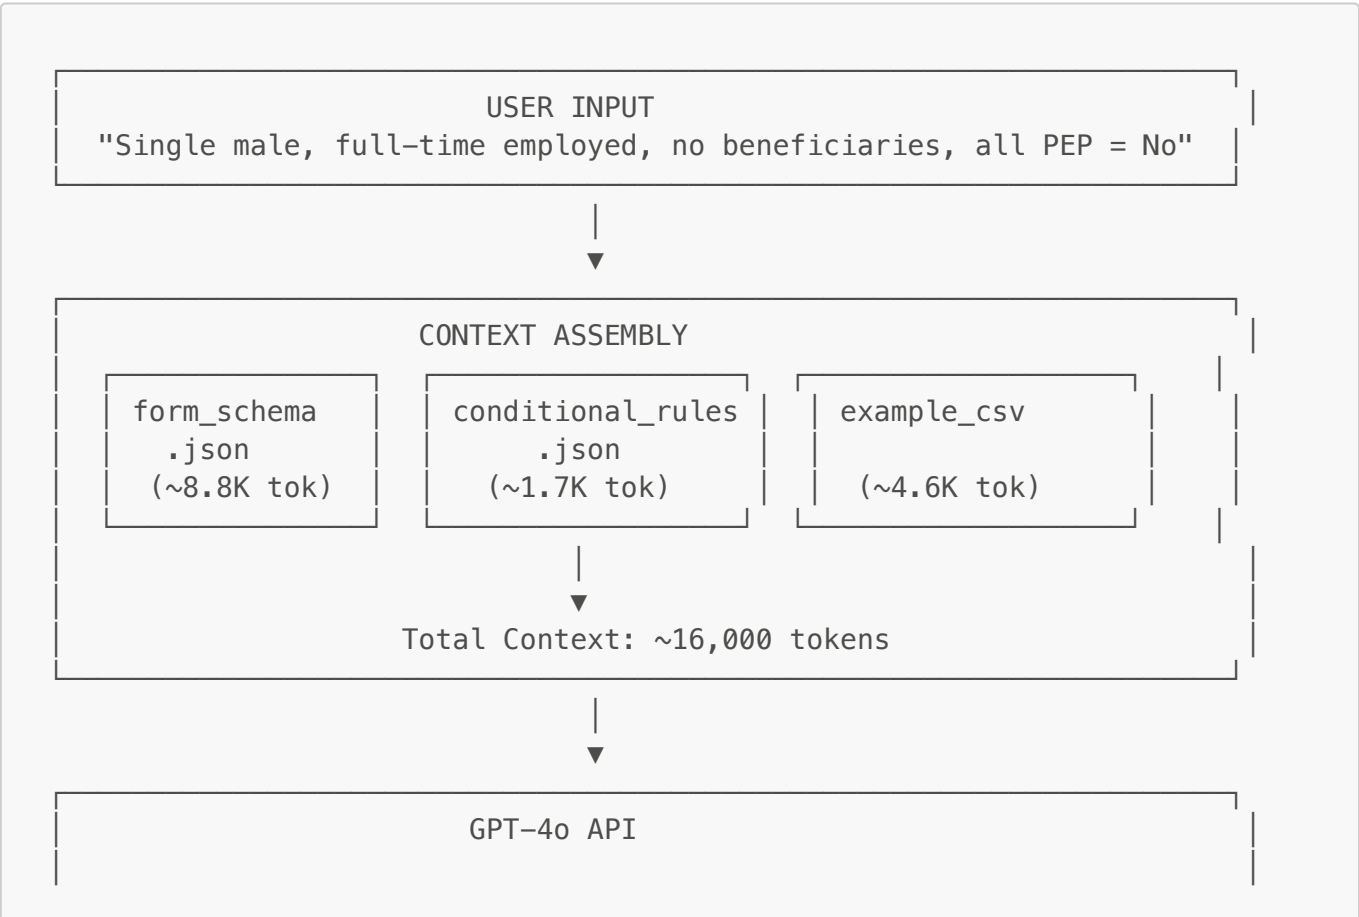 USER INPUT
"Single male, full-time employed, no beneficiaries, all PEP = No"
CONTEXT ASSEMBLY
form_schema conditional_rules example_csv
.json .json
(~8.8K tok) (~1.7K tok) (~4.6K tok)
Total Context: ~16,000 tokens
GPT-4o API